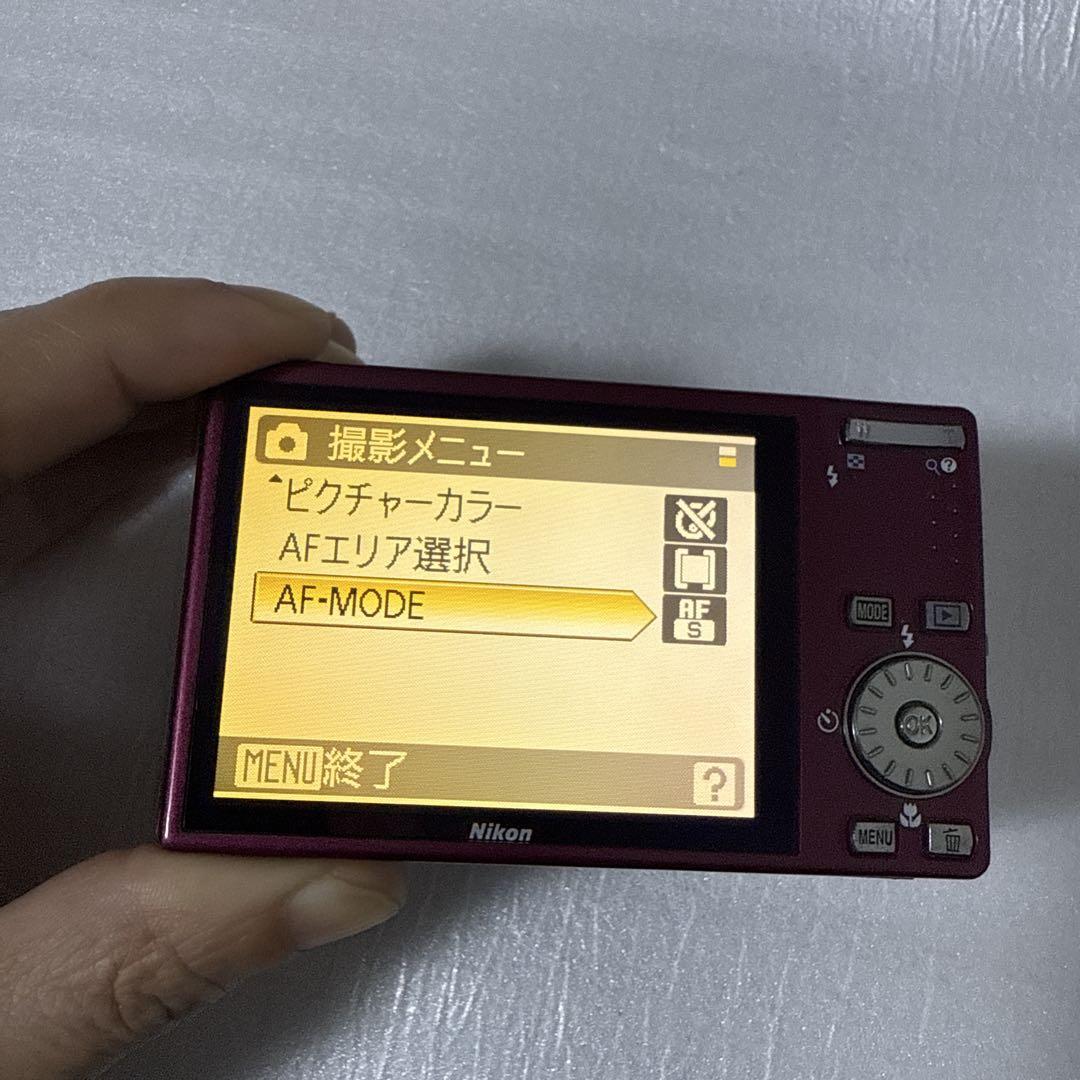 撮影メニュー
ピクチャーカラー
AFエリア選択
AF-MODE
AF
S
MENU終了
?
Nikon
W T
?
MODE
OK
MENU